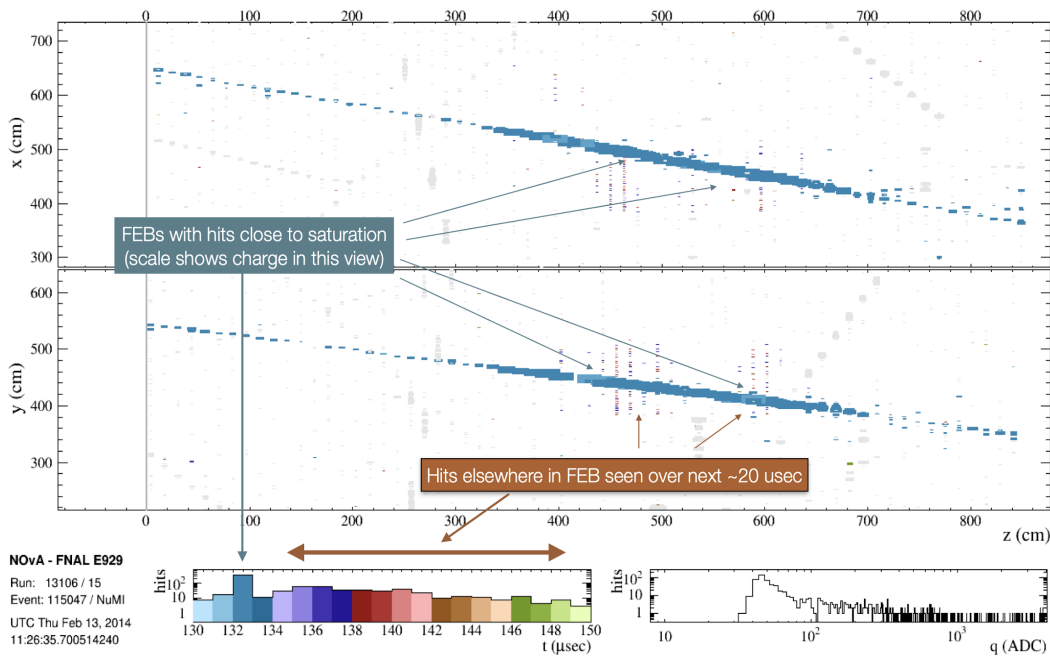 0 100 200 300 400 500 600 700 800
700
600
500
400
300
x (cm)
FEBs with hits close to saturation
(scale shows charge in this view)
600
500
400
300
y (cm)
Hits elsewhere in FEB seen over next ~20 usec
0 100 200 300 400 500 600 700 800
z (cm)
NOvA - FNAL E929
Run: 13106 / 15
Event: 115047 / NuMI
UTC Thu Feb 13, 2014
11:26:35.700514240
hits
10²
10
1
130 132 134 136 138 140 142 144 146 148 150
t (μsec)
hits
10²
10
1
10 10² 10³
q (ADC)